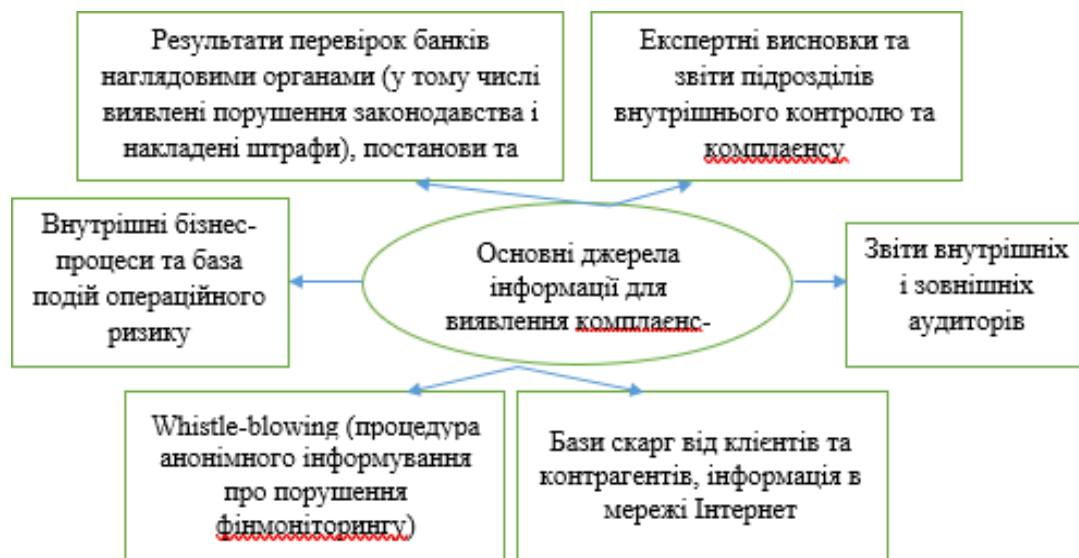 Результати перевірок банків
наглядовими органами (у тому числі
виявлені порушення законодавства і
накладені штрафи), постанови та
Експертні висновки та
звіти підрозділів
внутрішнього контролю та
комплаєнсу
Внутрішні бізнес-
процеси та база
подій операційного
ризику
Основні джерела
інформації для
виявлення комплаєнс-
Звіти внутрішніх
і зовнішніх
аудиторів
Whistle-blowing (процедура
анонімного інформування
про порушення
фінмоніторингу)
Бази скарг від клієнтів та
контрагентів, інформація в
мережі Інтернет